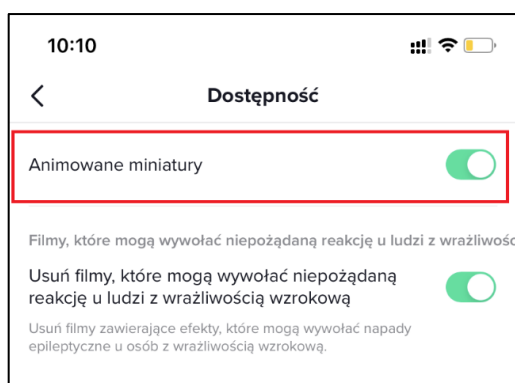 10:10
Dostępność
Animowane miniatury
Filmy, które mogą wywołać niepożądaną reakcję u ludzi z
Usuń filmy, które mogą wywołać niepożądaną
reakcję u ludzi z wrażliwością wzrokową
Usuń filmy zawierające efekty, które mogą wywołać napady
epileptyczne u osób z wrażliwością wzrokową.